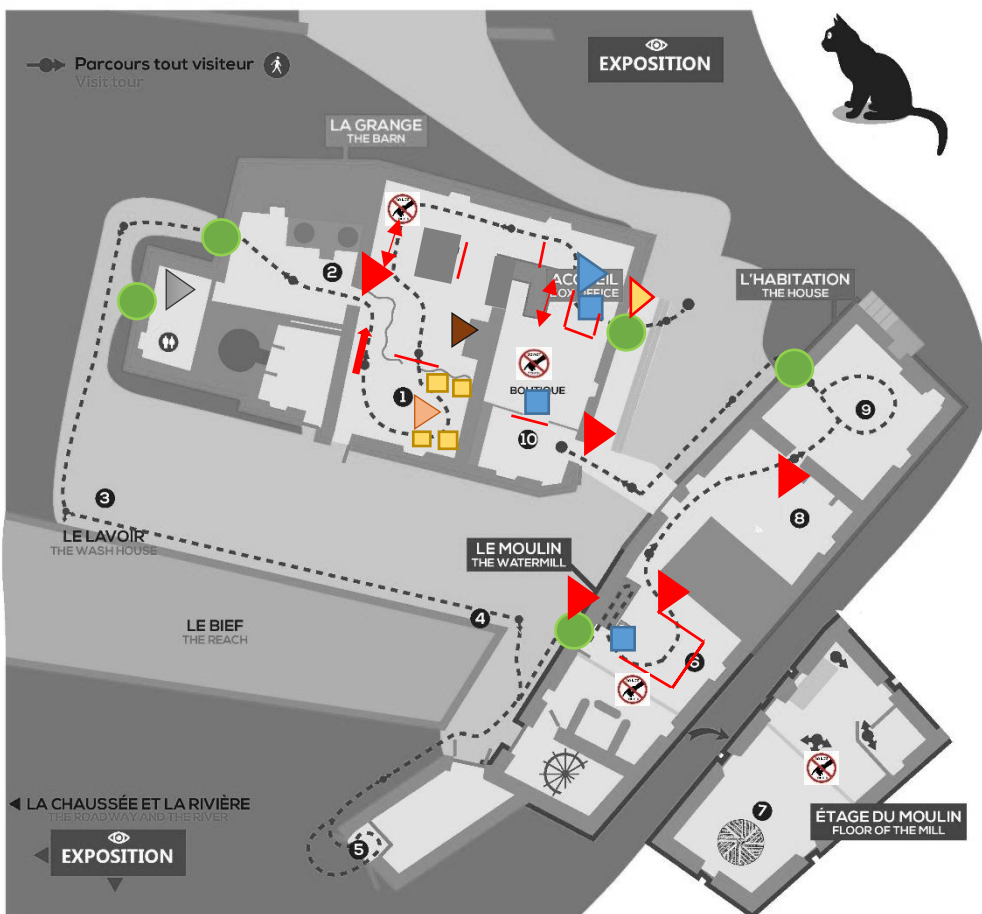 Parcours tout visiteur
Visit tour
EXPOSITION
LA GRANGE
THE BARN
ACCUEIL
BOX OFFICE
L'HABITATION
THE HOUSE
2
1
BOUTIQUE
10
9
8
3
LE LAVOIR
THE WASH HOUSE
LE MOULIN
THE WATERMILL
4
LE BIEF
THE REACH
6
LA CHAUSSÉE ET LA RIVIÈRE
THE ROADWAY AND THE RIVER
EXPOSITION
5
7
ÉTAGE DU MOULIN
FLOOR OF THE MILL